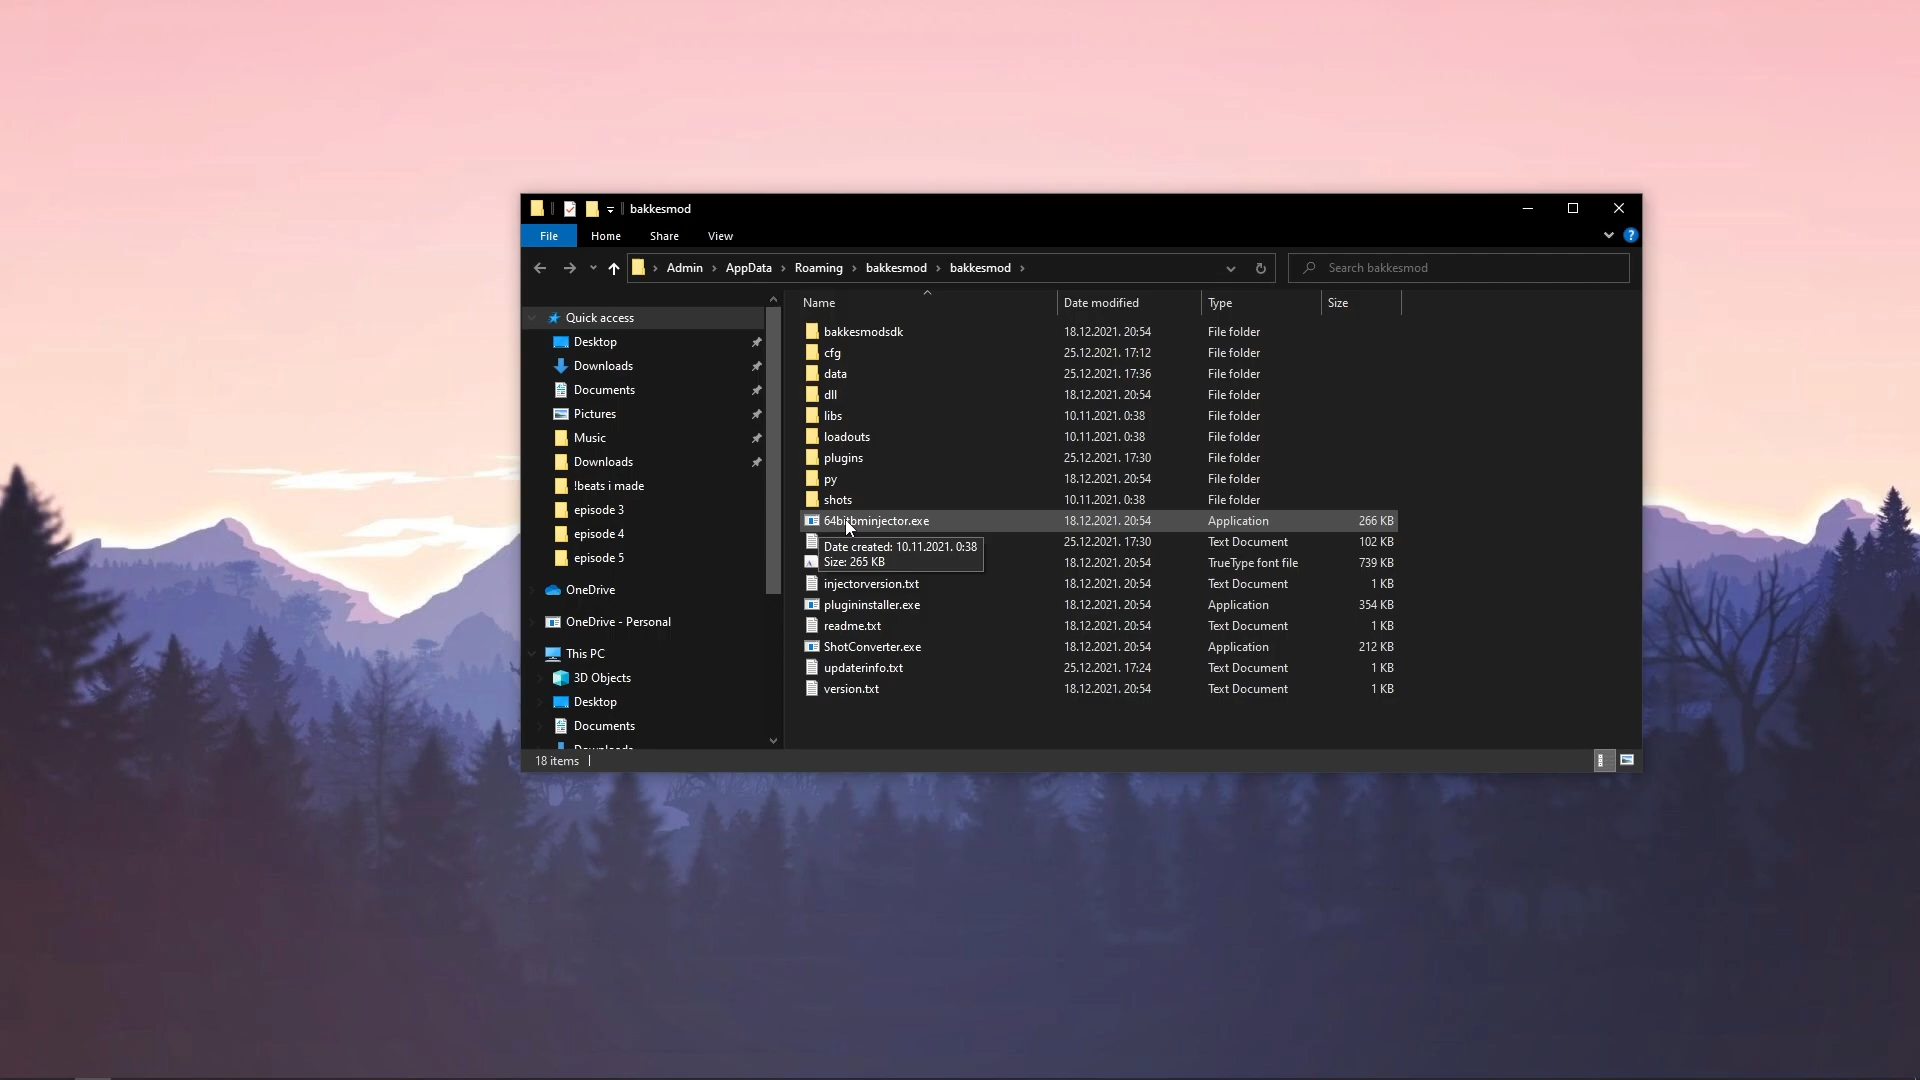 bakkesmod
File Home Share View
Admin > AppData > Roaming > bakkesmod > bakkesmod >
Search bakkesmod
Name Date modified Type Size
Quick access
Desktop
Downloads
Documents
Pictures
Music
Downloads
!beats i made
episode 3
episode 4
episode 5
OneDrive
OneDrive - Personal
This PC
3D Objects
Desktop
Documents
Downloads
bakkesmodsdk 18.12.2021. 20:54 File folder
cfg 25.12.2021. 17:12 File folder
data 25.12.2021. 17:36 File folder
dll 18.12.2021. 20:54 File folder
libs 10.11.2021. 0:38 File folder
loadouts 10.11.2021. 0:38 File folder
plugins 25.12.2021. 17:30 File folder
py 18.12.2021. 20:54 File folder
shots 10.11.2021. 0:38 File folder
64bitbminjector.exe 18.12.2021. 20:54 Application 266 KB
25.12.2021. 17:30 Text Document 102 KB
Date created: 10.11.2021. 0:38
Size: 265 KB
18.12.2021. 20:54 TrueType font file 739 KB
injectorversion.txt 18.12.2021. 20:54 Text Document 1 KB
plugininstaller.exe 18.12.2021. 20:54 Application 354 KB
readme.txt 18.12.2021. 20:54 Text Document 1 KB
ShotConverter.exe 18.12.2021. 20:54 Application 212 KB
updaterinfo.txt 25.12.2021. 17:24 Text Document 1 KB
version.txt 18.12.2021. 20:54 Text Document 1 KB
18 items